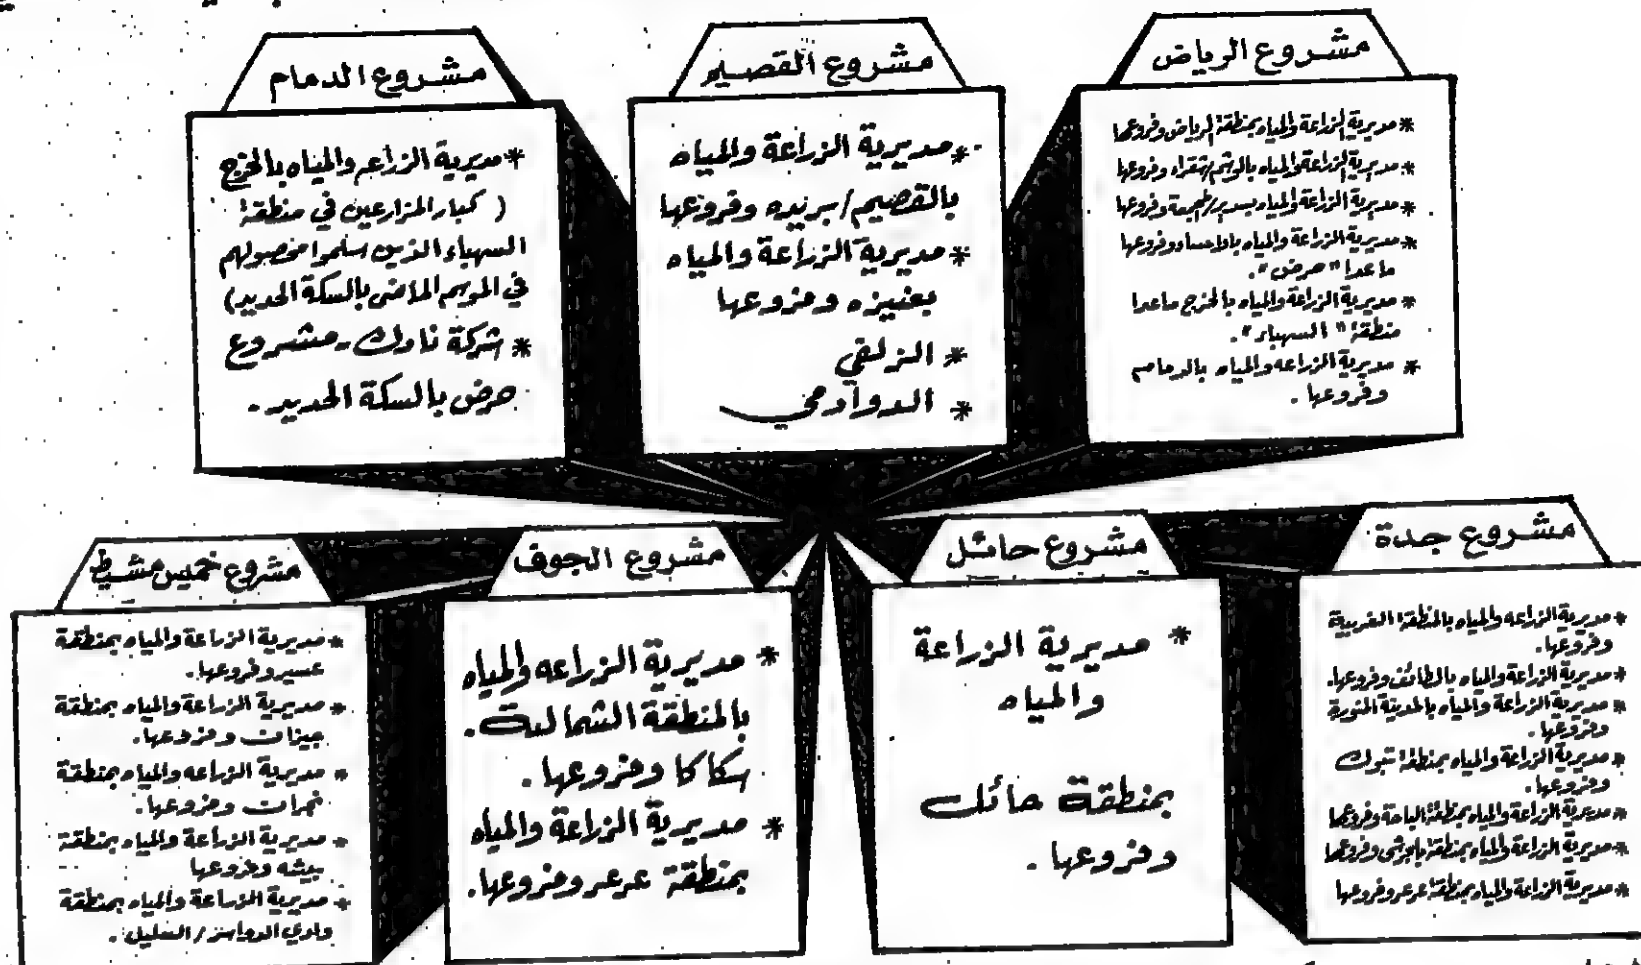 مشروع الرياض
* مديرية الزراعة والمياه بمنطقة الرياض وفروعها
* مديرية الزراعة والمياه بالوشم/شقراء وفروعها
* مديرية الزراعة والمياه بسدير/المجمعة وفروعها
* مديرية الزراعة والمياه بالاحساء وفروعها
ماعدا "حرض".
* مديرية الزراعة والمياه بالخرج ماعدا
منطقة "السهباء".
* مديرية الزراعه والمياه بالدمام
وفروعها.
مشروع القصيم
* مديرية الزراعة والمياه
بالقصيم/بريده وفروعها
* مديرية الزراعة والمياه
بعنيزه وفروعها
* الزلفي
* الدوادمي
مشروع الدمام
* مديرية الزراعه والمياه بالخرج
(كبار المزارعين في منطقة
السهباء الذين سلموا محصولهم
في الموسم الماضي بالسكة الحديد)
* شركة نادك - مشروع
حرض بالسكة الحديد.
مشروع جدة
* مديرية الزراعه والمياه بالمنطقة الغربية
وفروعها.
* مديرية الزراعة والمياه بالطائف وفروعها.
* مديرية الزراعة والمياه بالمدينة المنورة
وفروعها.
* مديرية الزراعة والمياه بمنطقة تبوك
وفروعها.
* مديرية الزراعة والمياه بمنطقة الباحة وفروعها
* مديرية الزراعة والمياه بمنطقة بلجرشي وفروعها
* مديرية الزراعة والمياه بمنطقة عرعر وفروعها
مشروع حائل
* مديرية الزراعة
والمياه
بمنطقة حائل
وفروعها.
مشروع الجوف
* مديرية الزراعه والمياه
بالمنطقة الشمالية.
سكاكا وفروعها.
* مديرية الزراعة والمياه
بمنطقة عرعر وفروعها.
مشروع خميس مشيط
* مديرية الزراعة والمياه بمنطقة
عسير وفروعها.
* مديرية الزراعة والمياه بمنطقة
جيزان وفروعها.
* مديرية الزراعه والمياه بمنطقة
نجران وفروعها.
* مديرية الزراعة والمياه بمنطقة
بيشه وفروعها
* مديرية الزراعة والمياه بمنطقة
وادي الدواسر/السليل.